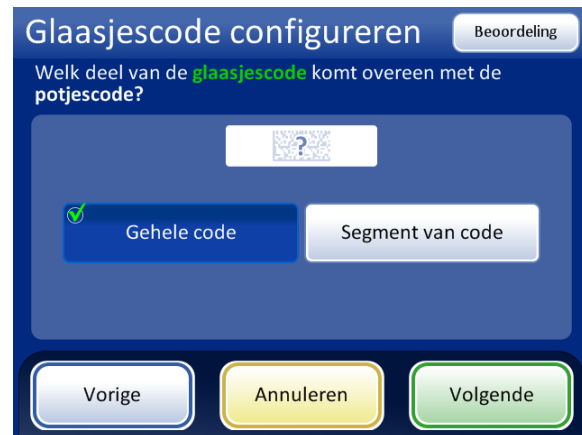 Glaasjescode configureren
Beoordeling
Welk deel van de glaasjescode komt overeen met de
potjescode?
?
Gehele code
Segment van code
Vorige
Annuleren
Volgende